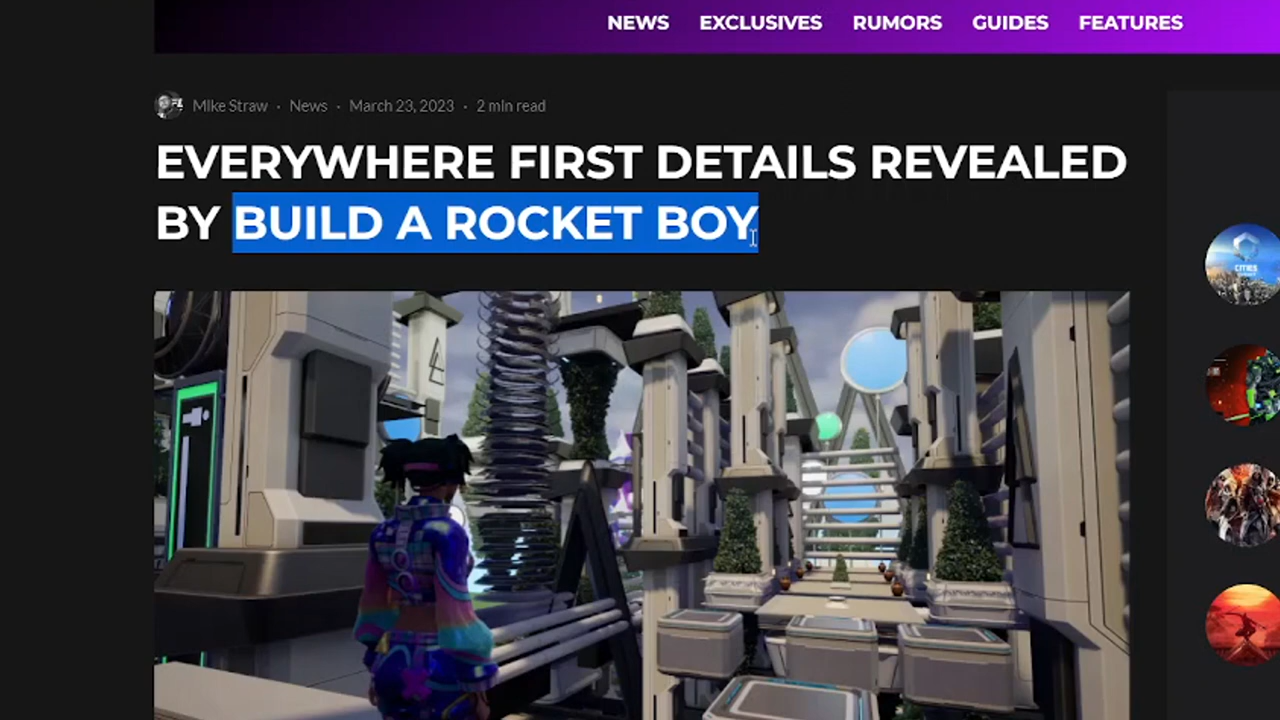 NEWS EXCLUSIVES RUMORS GUIDES FEATURES
Mike Straw · News · March 23, 2023 · 2 min read
EVERYWHERE FIRST DETAILS REVEALED
BY BUILD A ROCKET BOY
CITIES